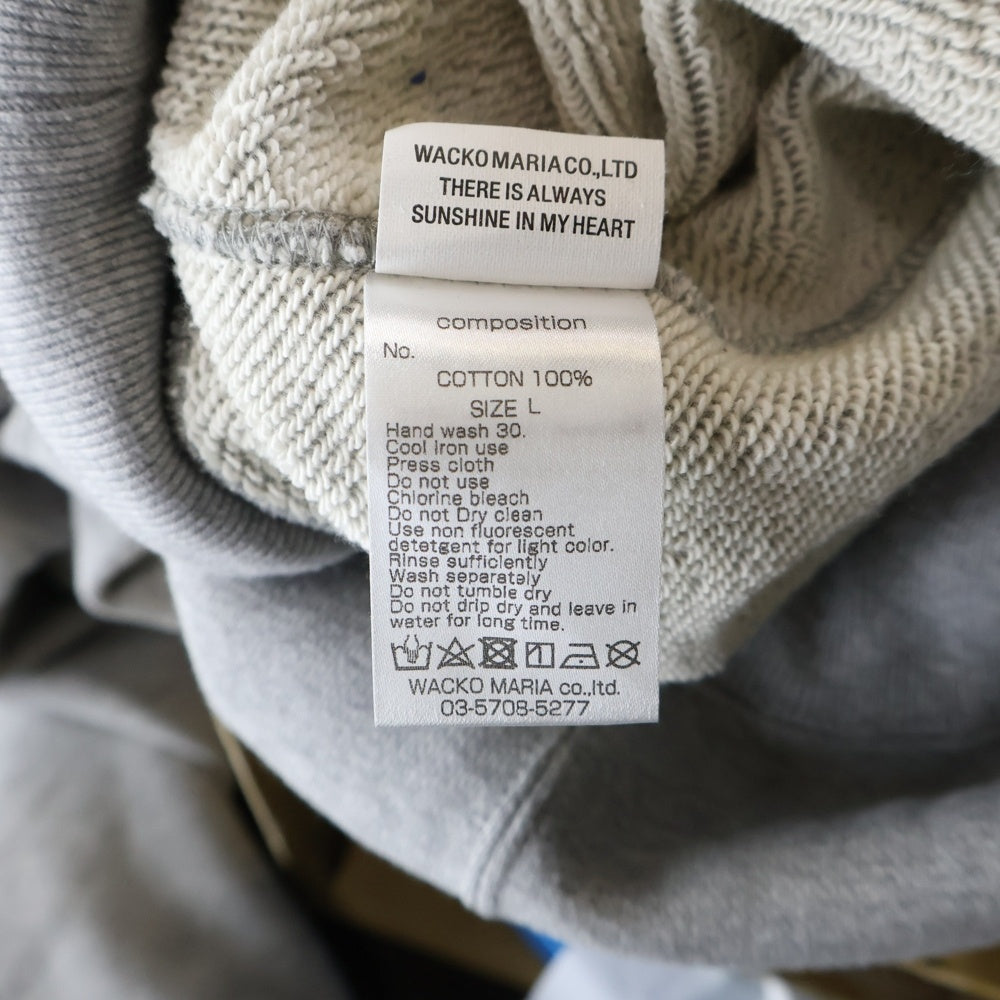 WACKO MARIA CO.,LTD
THERE IS ALWAYS
SUNSHINE IN MY HEART
composition
No.
COTTON 100%
SIZE L
Hand wash 30.
Cool iron use
Press cloth
Do not use
Chlorine bleach
Do not Dry clean
Use non fluorescent
detetgent for light color.
Rinse sufficiently
Wash separately
Do not tumble dry
Do not drip dry and leave in
water for long time.
WACKO MARIA co.,ltd.
03-5708-5277